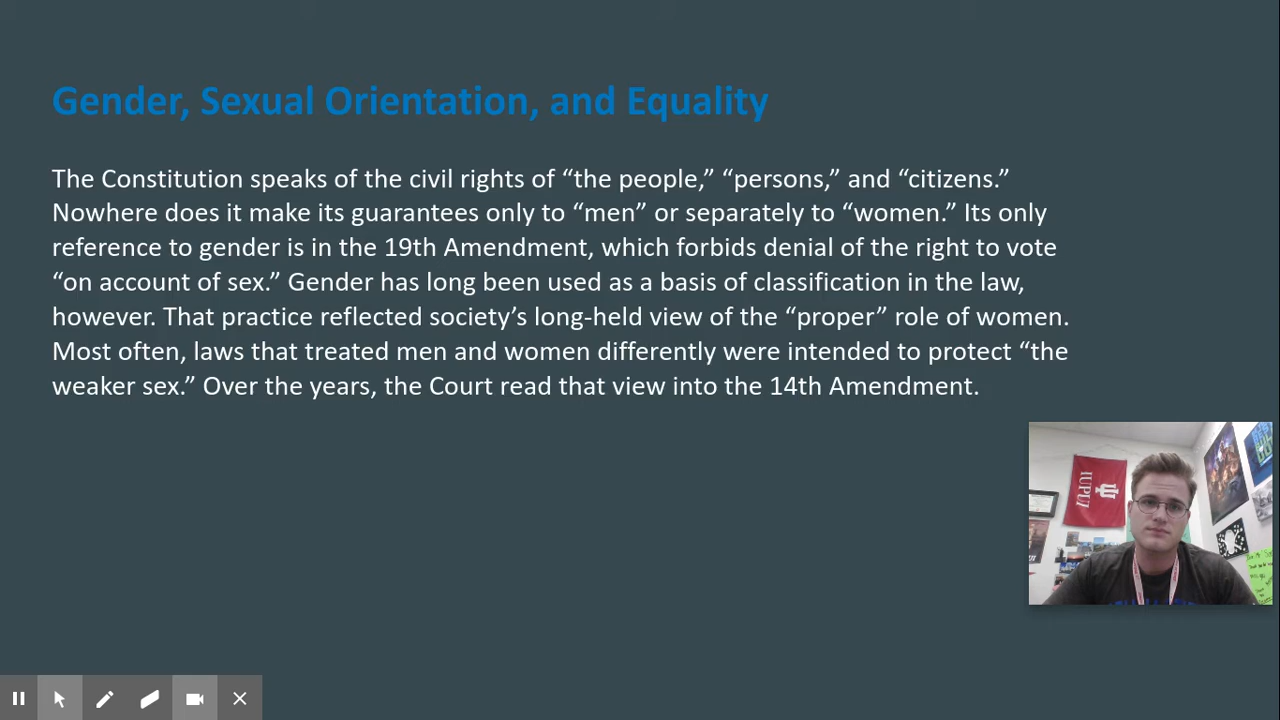 Gender, Sexual Orientation, and Equality
The Constitution speaks of the civil rights of “the people,” “persons,” and “citizens.”
Nowhere does it make its guarantees only to “men” or separately to “women.” Its only
reference to gender is in the 19th Amendment, which forbids denial of the right to vote
“on account of sex.” Gender has long been used as a basis of classification in the law,
however. That practice reflected society’s long-held view of the “proper” role of women.
Most often, laws that treated men and women differently were intended to protect “the
weaker sex.” Over the years, the Court read that view into the 14th Amendment.
IUPUI